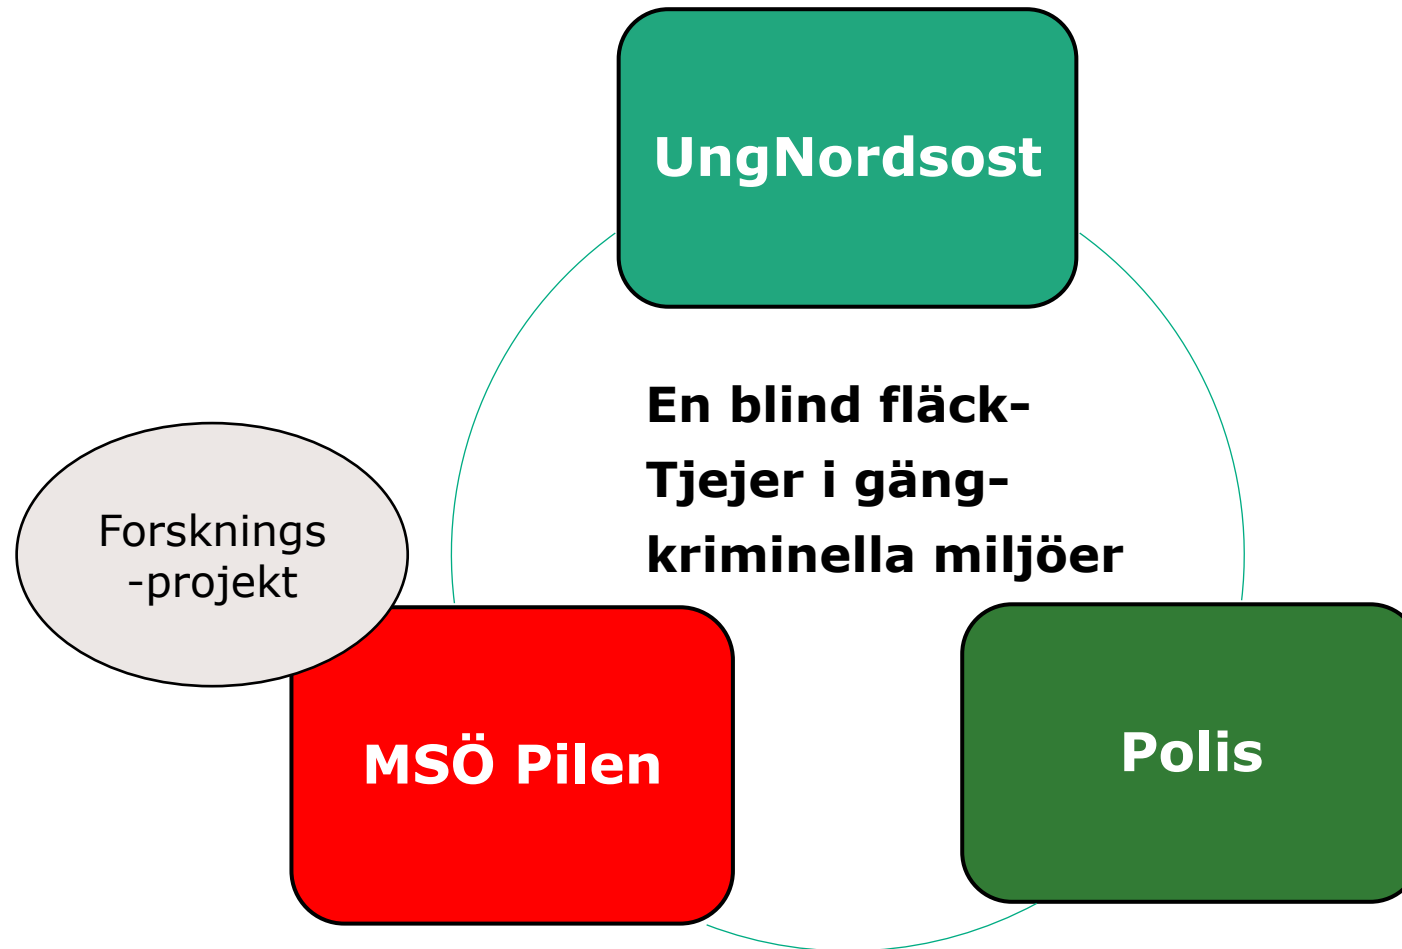 UngNordsost
En blind fläck-
Tjejer i gäng-
kriminella miljöer
Forsknings
-projekt
MSÖ Pilen
Polis